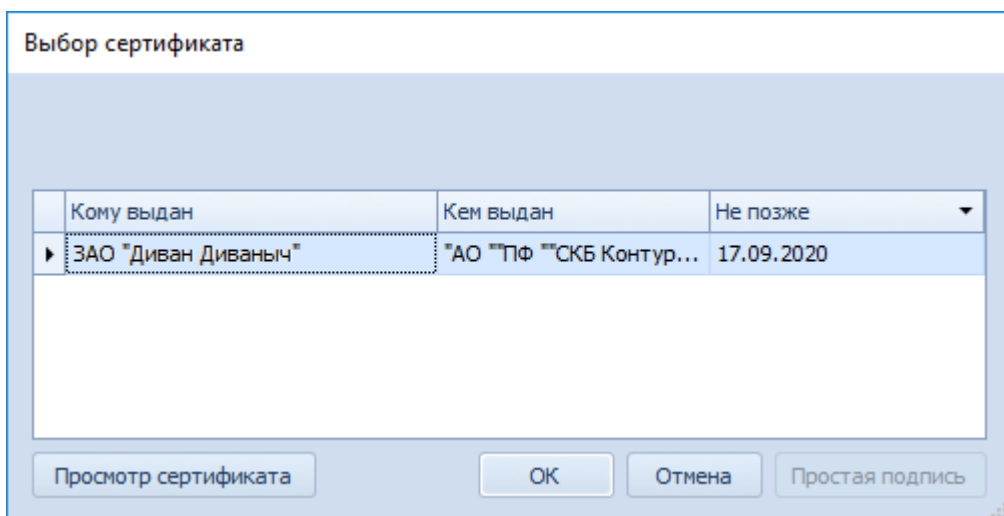 Выбор сертификата
Кому выдан Кем выдан Не позже
ЗАО "Диван Диваныч" "АО ""ПФ ""СКБ Контур... 17.09.2020
Просмотр сертификата OK Отмена Простая подпись